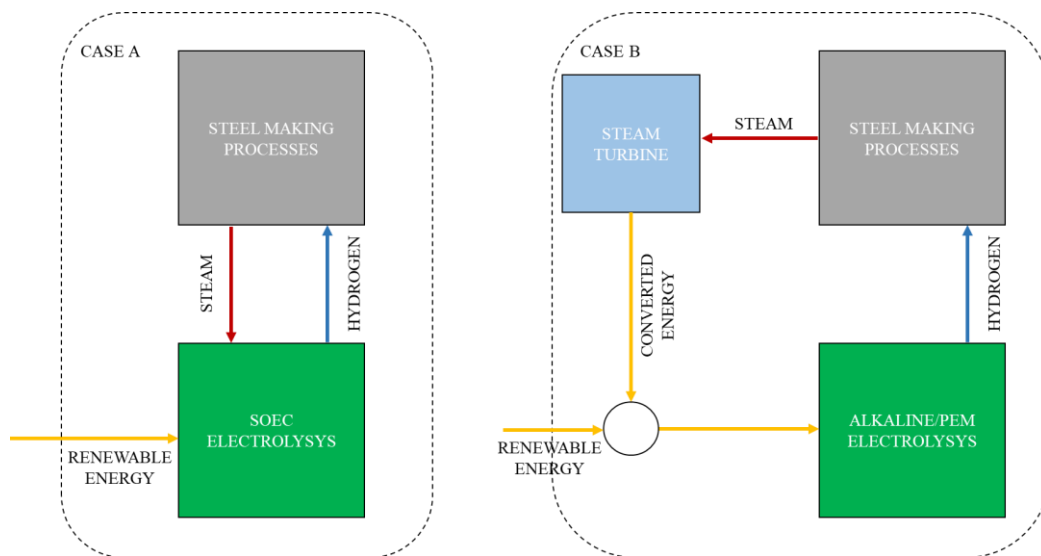 CASE A
STEEL MAKING
PROCESSES
STEAM
HYDROGEN
SOEC
ELECTROLYSYS
RENEWABLE
ENERGY
CASE B
STEAM
TURBINE
STEAM
STEEL MAKING
PROCESSES
CONVERTED
ENERGY
HYDROGEN
RENEWABLE
ENERGY
ALKALINE/PEM
ELECTROLYSYS